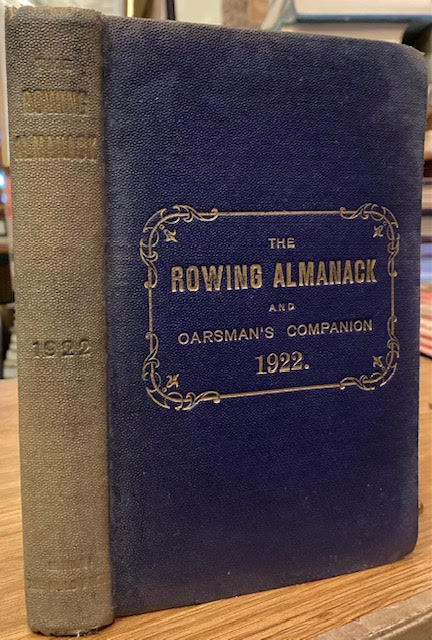 ROWING
ALMANACK
1922
THE
ROWING ALMANACK
AND
OARSMAN'S COMPANION
1922.